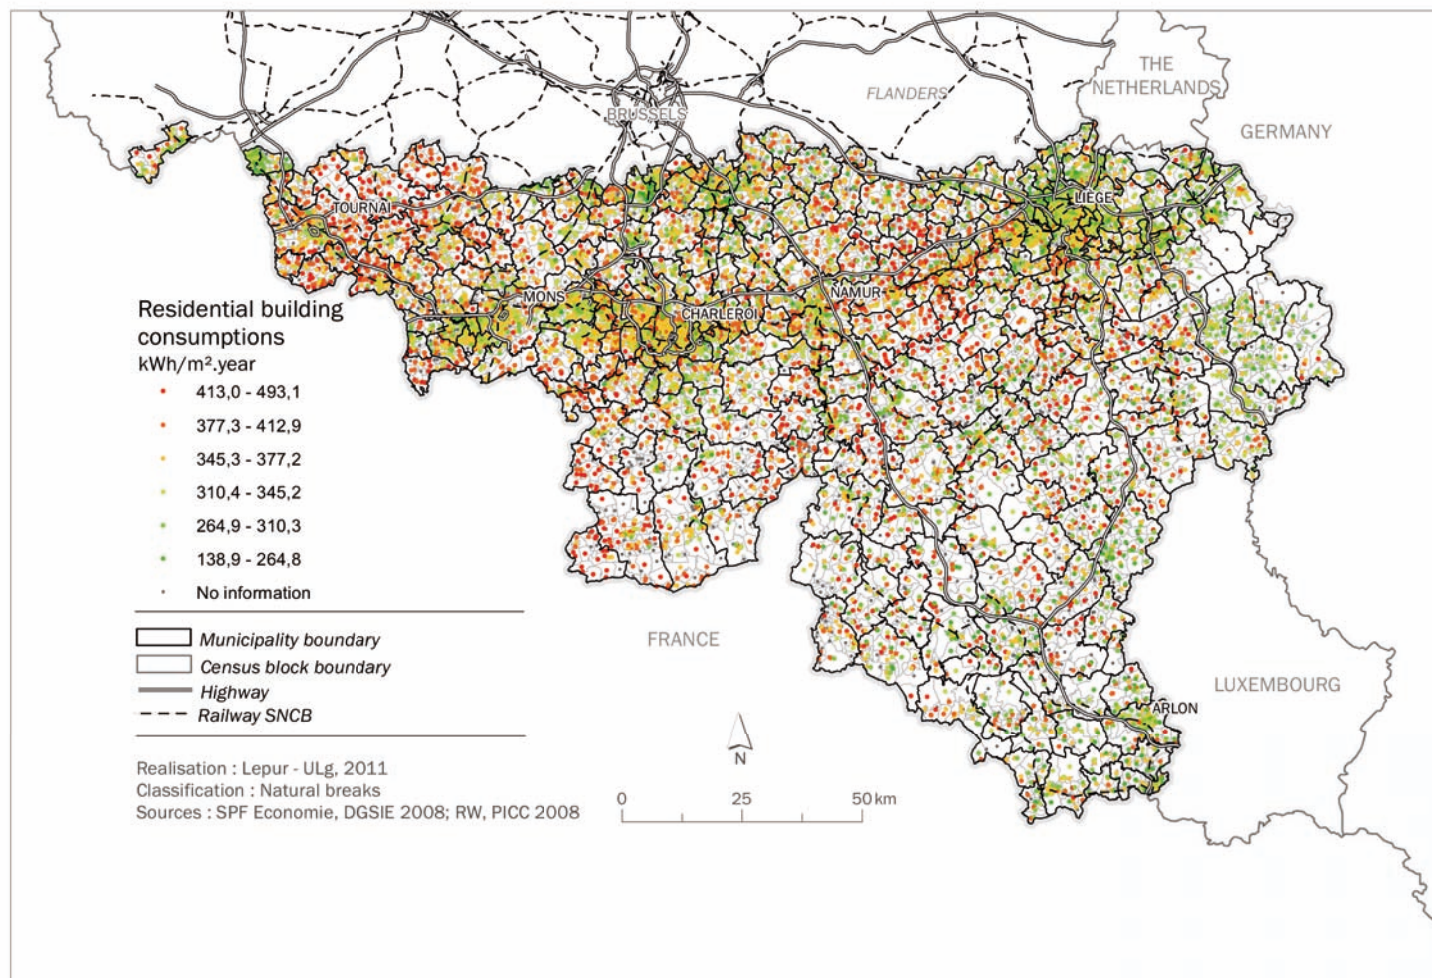 THE
NETHERLANDS
FLANDERS
BRUSSELS
GERMANY
TOURNAI
LIÈGE
MONS
NAMUR
CHARLEROI
Residential building
consumptions
kWh/m².year
413,0 - 493,1
377,3 - 412,9
345,3 - 377,2
310,4 - 345,2
264,9 - 310,3
138,9 - 264,8
No information
Municipality boundary
Census block boundary
Highway
Railway SNCB
FRANCE
LUXEMBOURG
ARLON
N
Realisation : Lepur - ULg, 2011
Classification : Natural breaks
Sources : SPF Economie, DGSIE 2008; RW, PICC 2008
0 25 50 km